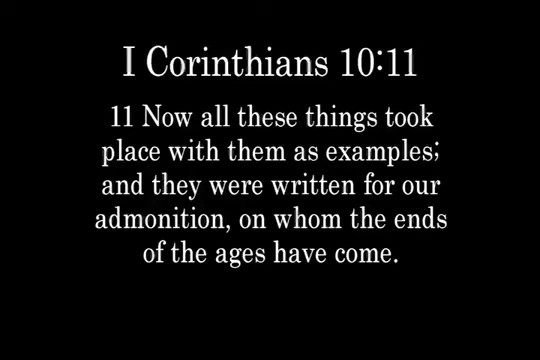 I Corinthians 10:11
11 Now all these things took
place with them as examples;
and they were written for our
admonition, on whom the ends
of the ages have come.